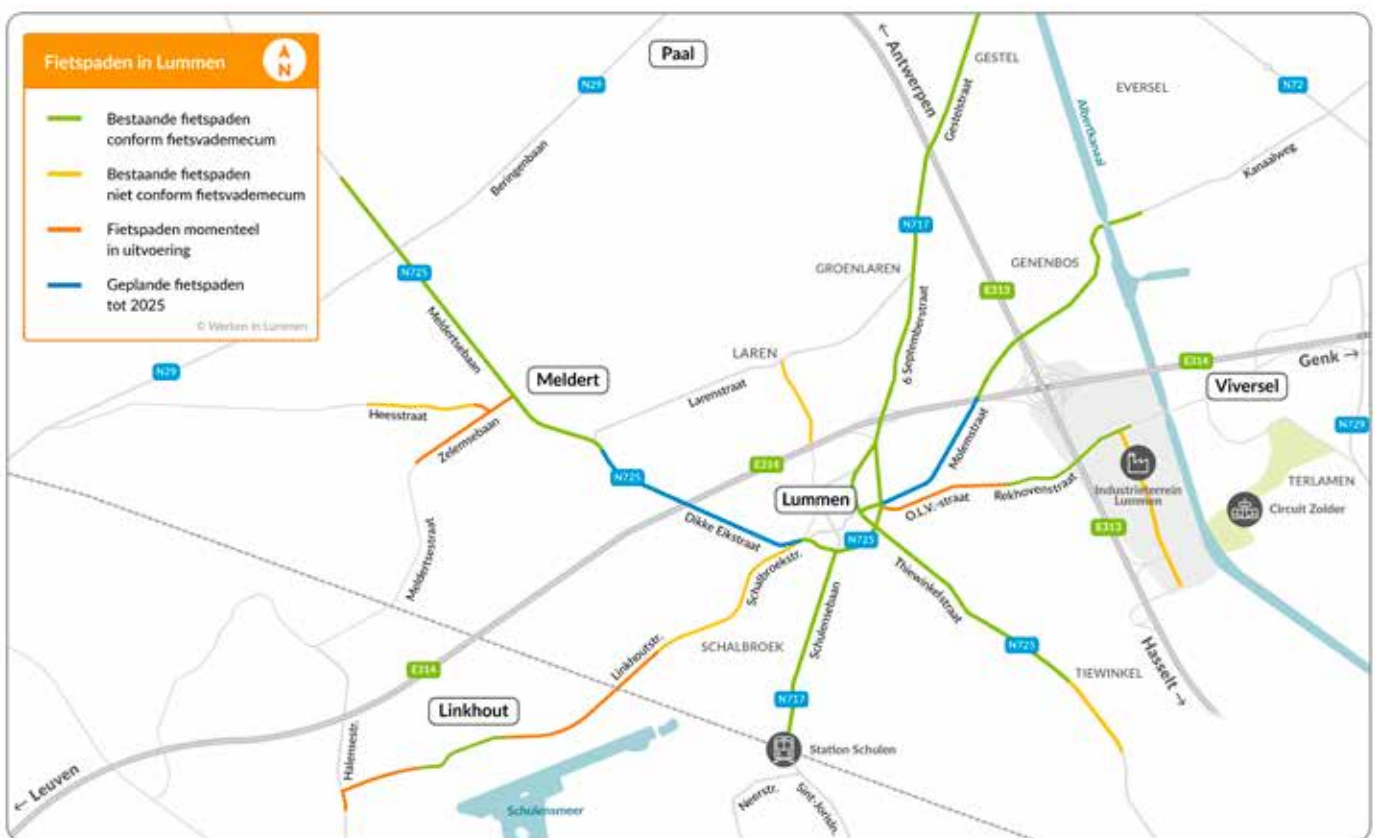 Fietspaden in Lummen
A
N
Bestaande fietspaden
conform fietsvademecum
Bestaande fietspaden
niet conform fietsvademecum
Fietspaden momenteel
in uitvoering
Geplande fietspaden
tot 2025
© Werken in Lummen
Paal
N29
Beringenbaan
← Antwerpen
GESTEL
Gestelstraat
EVERSEL
N72
Albertkanaal
Kanaalweg
N717
N725
GROENLAREN
GENENBOS
E313
6 Septemberstraat
Meldertsebaan
LAREN
E314
Genk →
N29
Meldert
Viversel
Larenstraat
Heesstraat
Molemstraat
N729
Zelemsebaan
E314
N725
TERLAMEN
Lummen
Rekhovenstraat
Industrieterrein
Lummen
O.L.V.-straat
Circuit Zolder
Dikke Eikstraat
E313
N725
Meldertsestraat
Schalbroekstr.
Thiewinkelstraat
Schulensebaan
SCHALBROEK
N725
Linkhoutstr.
TIEWINKEL
Hasselt →
E314
Linkhout
N717
Halensestr.
Station Schulen
← Leuven
Schulensmeer
Neerstr.
Sint-Jorisln.